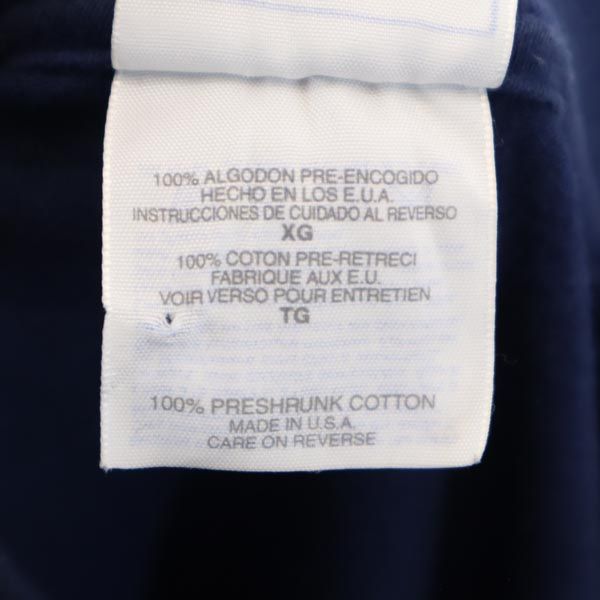 100% ALGODON PRE-ENCOGIDO
HECHO EN LOS E.U.A.
INSTRUCCIONES DE CUIDADO AL REVERSO
XG
100% COTON PRE-RETRECI
FABRIQUE AUX E.U.
VOIR VERSO POUR ENTRETIEN
TG
100% PRESHRUNK COTTON
MADE IN U.S.A.
CARE ON REVERSE